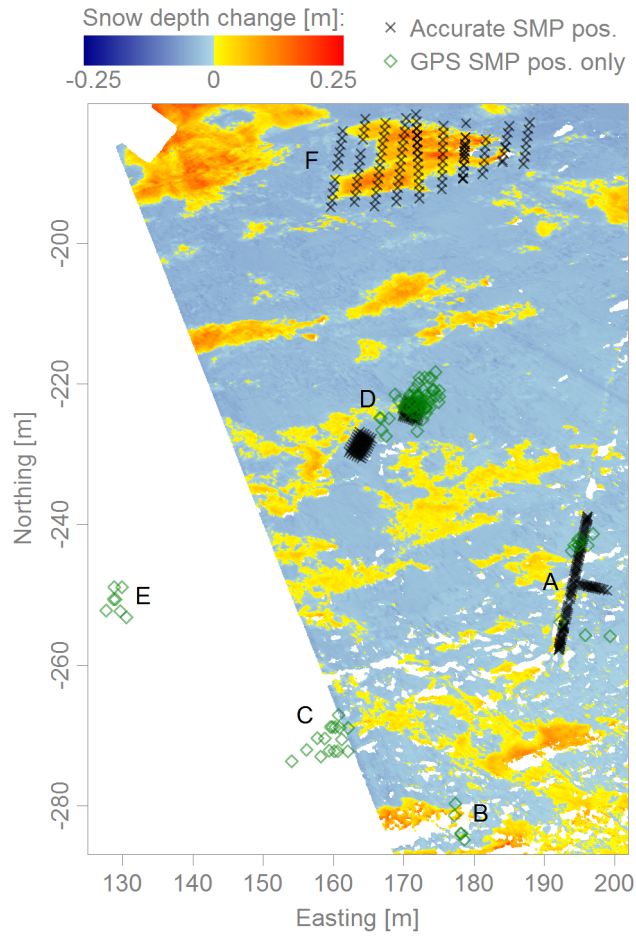 Snow depth change [m]:
-0.25 0 0.25
× Accurate SMP pos.
◇ GPS SMP pos. only
F
D
A
E
C
B
Northing [m]
-200
-220
-240
-260
-280
130 140 150 160 170 180 190 200
Easting [m]